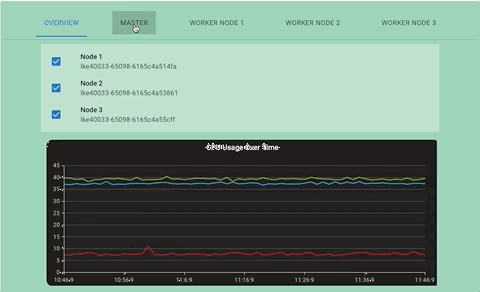 OVERVIEW MASTER WORKER NODE 1 WORKER NODE 2 WORKER NODE 3
Node 1
lke40033-65098-6165c4a514fa
Node 2
lke40033-65098-6165c4a53861
Node 3
lke40033-65098-6165c4a55cff
CPU Usage Over Time
45
40
35
30
25
20
15
10
5
0
10:46:9 10:56:9 11:6:9 11:16:9 11:26:9 11:36:9 11:46:9